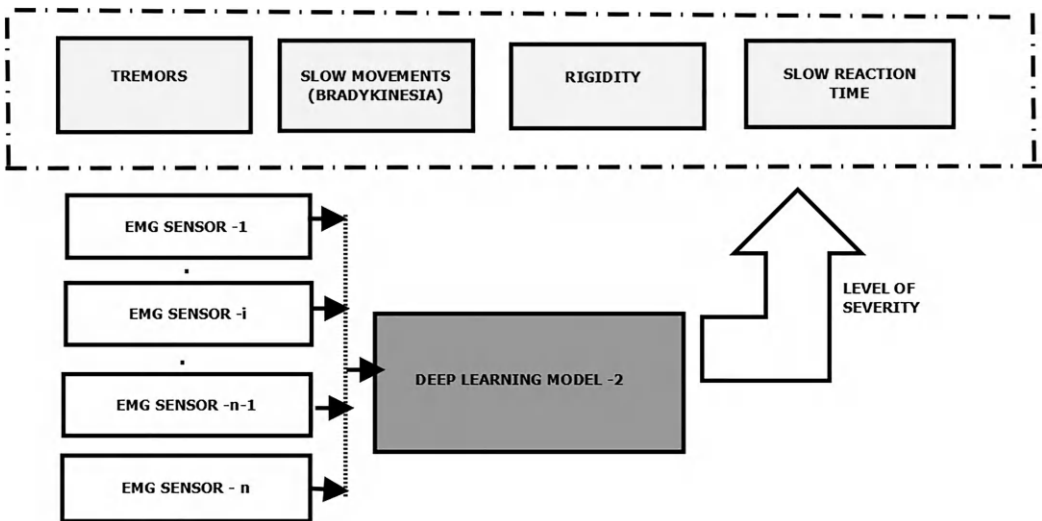 TREMORS
SLOW MOVEMENTS
(BRADYKINESIA)
RIGIDITY
SLOW REACTION
TIME
EMG SENSOR -1
EMG SENSOR -i
EMG SENSOR -n-1
EMG SENSOR - n
DEEP LEARNING MODEL -2
LEVEL OF
SEVERITY